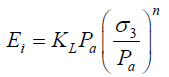 E_i = K_L P_a (σ_3 / P_a)^n